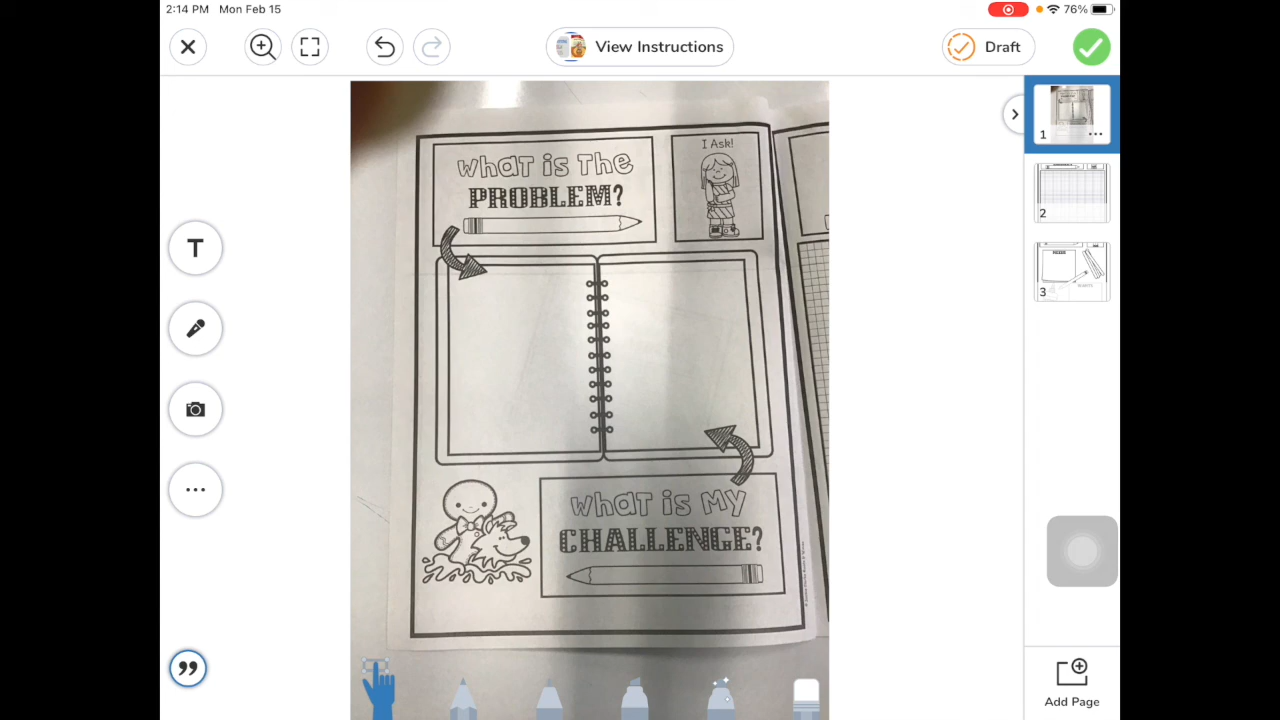 2:14 PM Mon Feb 15
76%
View Instructions
Draft
What is The
PROBLEM?
I Ask!
1
2
3
T
What is My
CHALLENGE?
Add Page